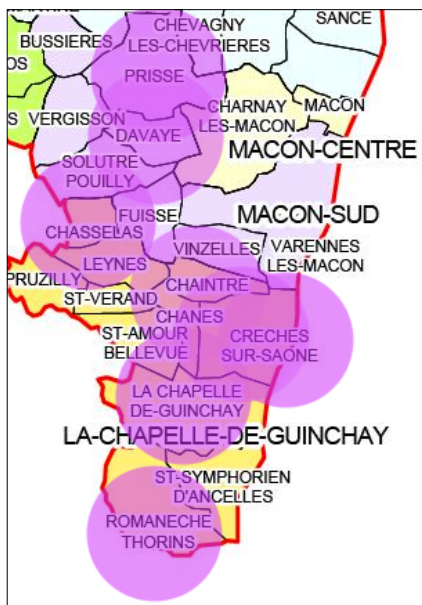 MARTINE
CHEVAGNY
LES-CHEVRIERES
SANCE
BUSSIERES
OS
PRISSE
S
VERGISSON
CHARNAY
LES-MACON
MACON
DAVAYE
MACON-CENTRE
SOLUTRE
POUILLY
FUISSE
MACON-SUD
CHASSELAS
VINZELLES
VARENNES
LES-MACON
LEYNES
PRUZILLY
CHAINTRE
ST-VERAND
CHANES
ST-AMOUR
BELLEVUE
CRECHES
SUR-SAONE
LA CHAPELLE
DE-GUINCHAY
LA-CHAPELLE-DE-GUINCHAY
ST-SYMPHORIEN
D'ANCELLES
ROMANECHE
THORINS